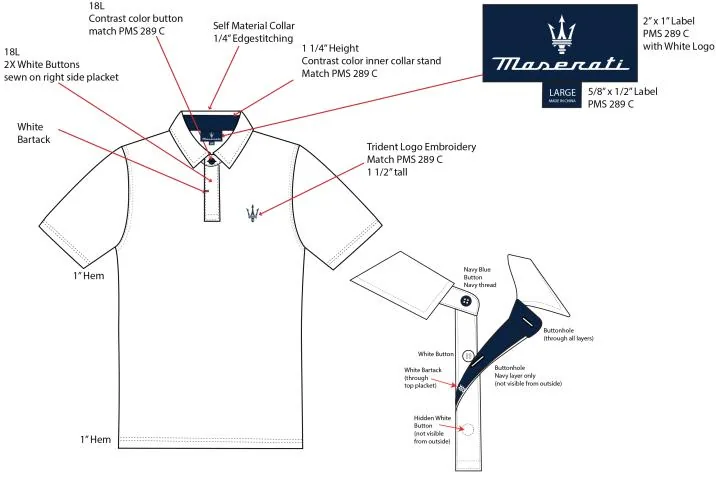 18L
Contrast color button
match PMS 289 C
Self Material Collar
1/4” Edgestitching
18L
2X White Buttons
sewn on right side placket
1 1/4” Height
Contrast color inner collar stand
Match PMS 289 C
Maserati
2” x 1” Label
PMS 289 C
with White Logo
LARGE
MADE IN CHINA
5/8” x 1/2” Label
PMS 289 C
White
Bartack
Trident Logo Embroidery
Match PMS 289 C
1 1/2” tall
1” Hem
1” Hem
Navy Blue
Button
Navy thread
Buttonhole
(through all layers)
White Button
White Bartack
(through
top placket)
Buttonhole
Navy layer only
(not visible from outside)
Hidden White
Button
(not visible
from outside)